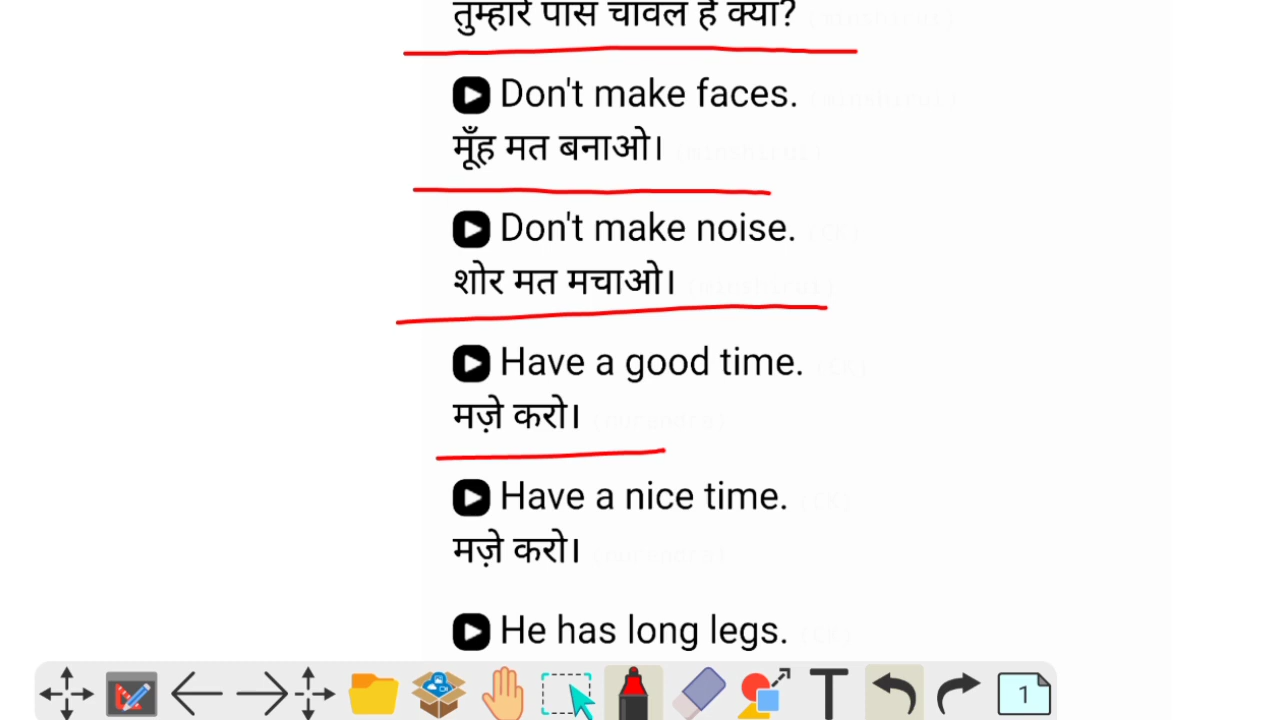 तुम्हारे पास चावल हैं क्या?
Don't make faces.
मूँह मत बनाओ।
Don't make noise.
शोर मत मचाओ।
Have a good time.
मज़े करो।
Have a nice time.
मज़े करो।
He has long legs.
T
1